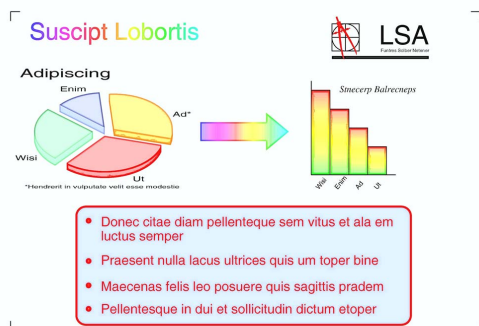 Suscipt Lobortis
LSA
Adipiscing
Enim
Ad*
Wisi
Ut
*Hendrerit in vulputate velit esse modestie
Stnecerp Balrecneps
Wisi
Enim
Ad
Ut
Donec citae diam pellenteque sem vitus et ala em
luctus semper
Praesent nulla lacus ultrices quis um toper bine
Maecenas felis leo posuere quis sagittis pradem
Pellentesque in dui et sollicitudin dictum etoper